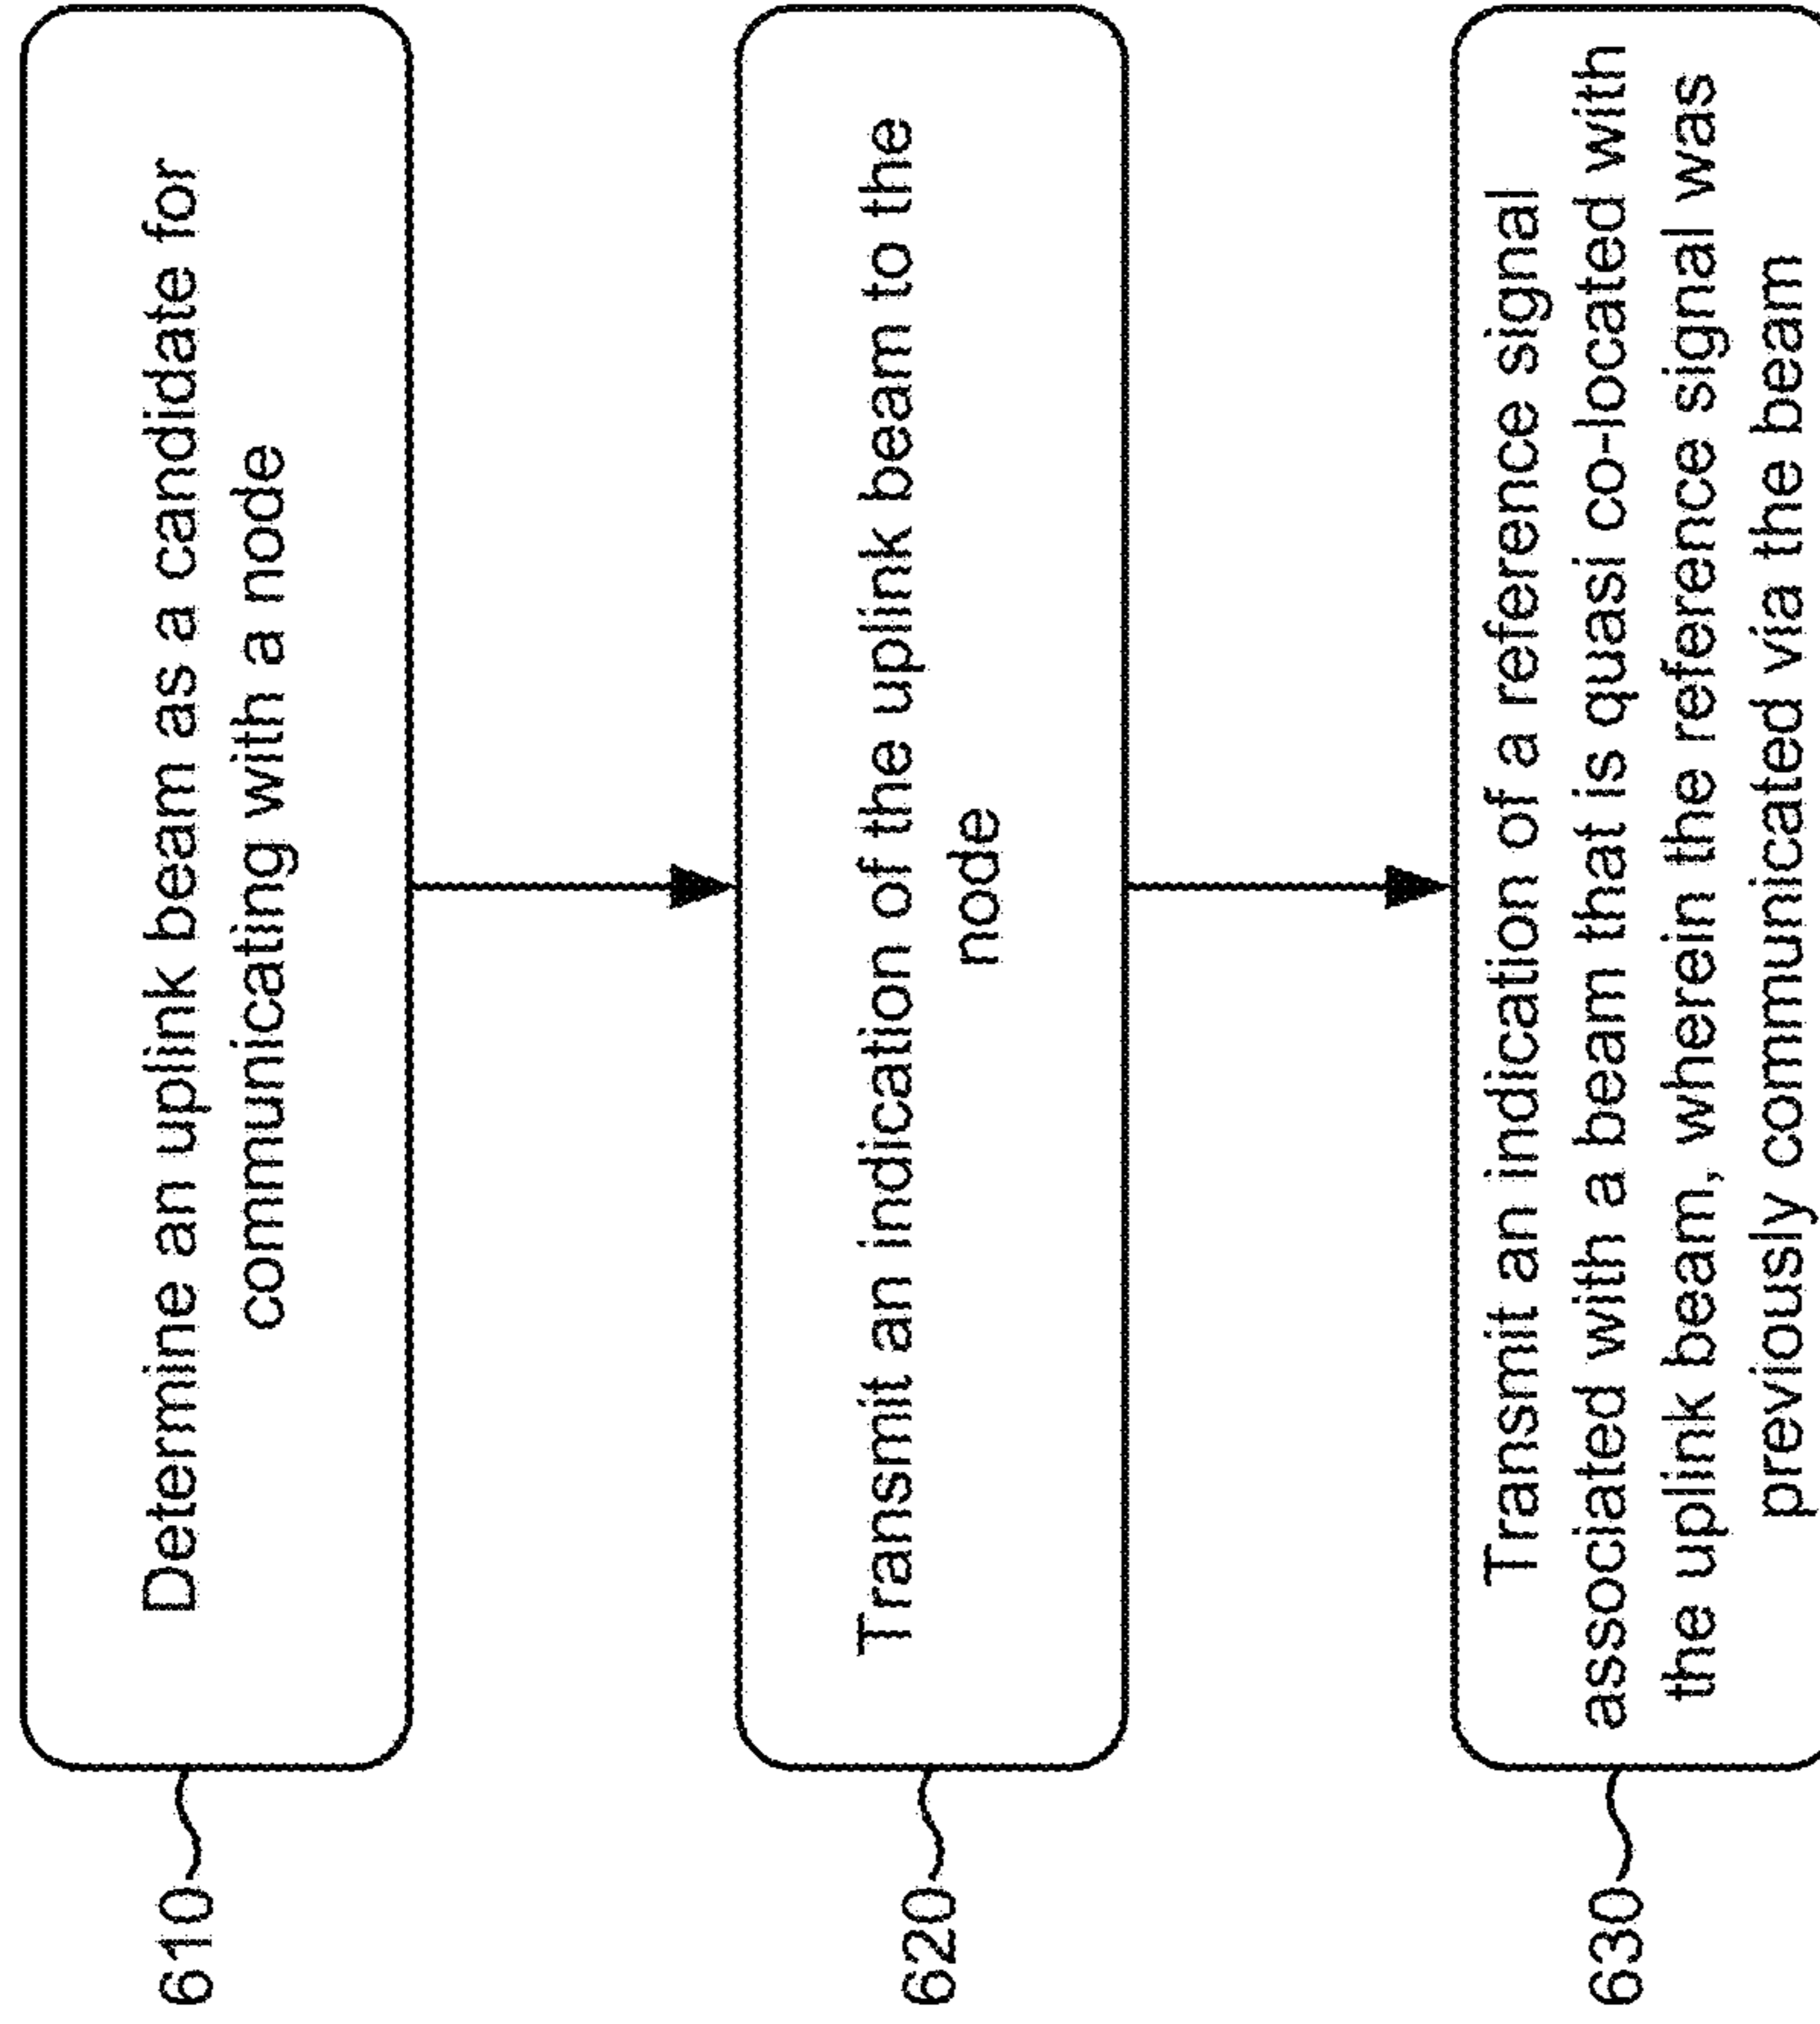 610
Determine an uplink beam as a candidate for
communicating with a node
620
Transmit an indication of the uplink beam to the
node
630
Transmit an indication of a reference signal
associated with a beam that is quasi co-located with
the uplink beam, wherein the reference signal was
previously communicated via the beam